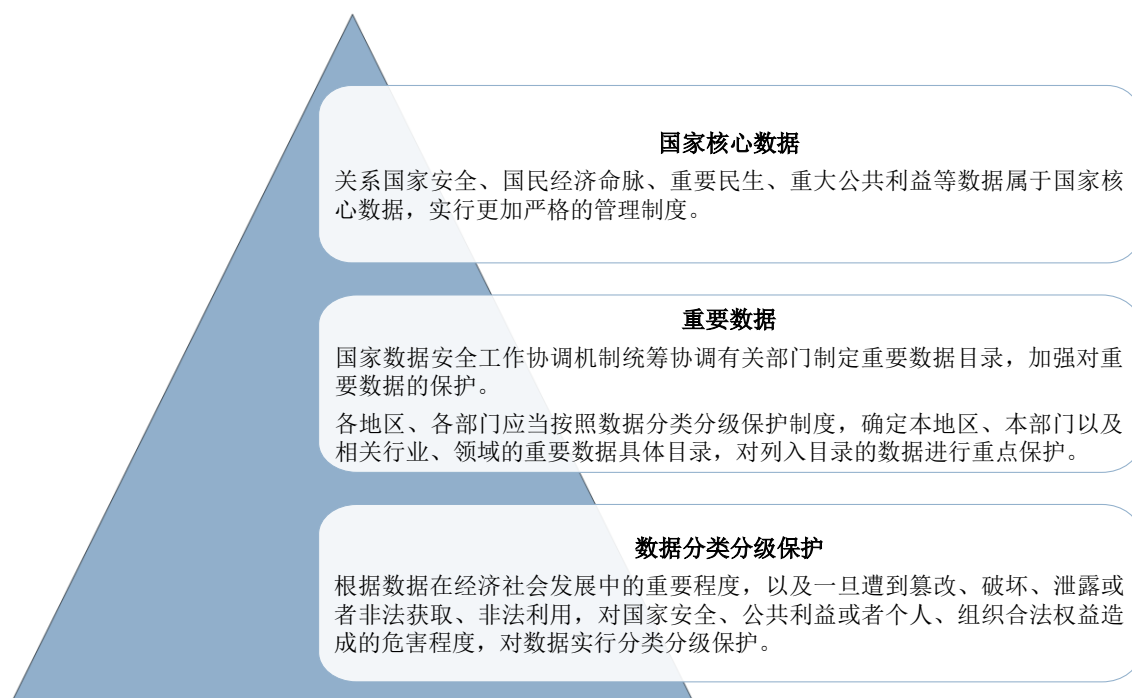 国家核心数据
关系国家安全、国民经济命脉、重要民生、重大公共利益等数据属于国家核
心数据，实行更加严格的管理制度。
重要数据
国家数据安全工作协调机制统筹协调有关部门制定重要数据目录，加强对重
要数据的保护。
各地区、各部门应当按照数据分类分级保护制度，确定本地区、本部门以及
相关行业、领域的重要数据具体目录，对列入目录的数据进行重点保护。
数据分类分级保护
根据数据在经济社会发展中的重要程度，以及一旦遭到篡改、破坏、泄露或
者非法获取、非法利用，对国家安全、公共利益或者个人、组织合法权益造
成的危害程度，对数据实行分类分级保护。